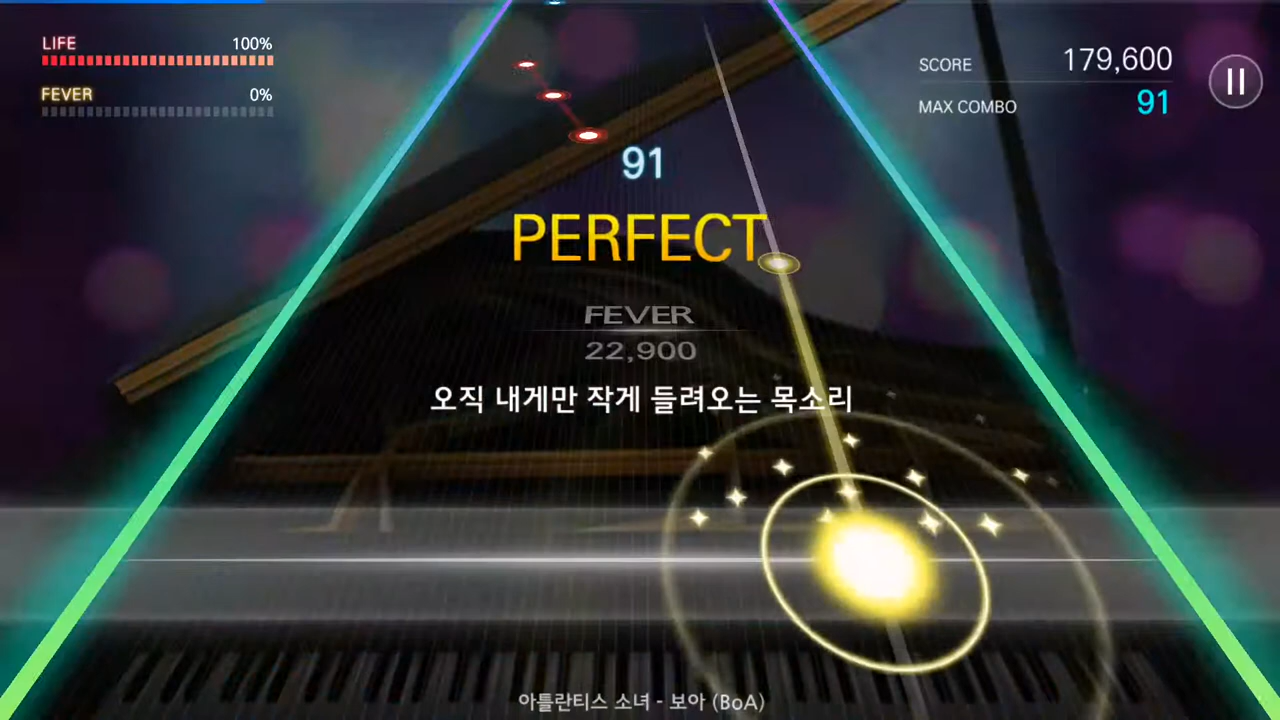 LIFE 100%
FEVER 0%
SCORE 179,600
MAX COMBO 91
91
PERFECT
FEVER
22,900
오직 내게만 작게 들려오는 목소리
아틀란티스 소녀 - 보아 (BoA)